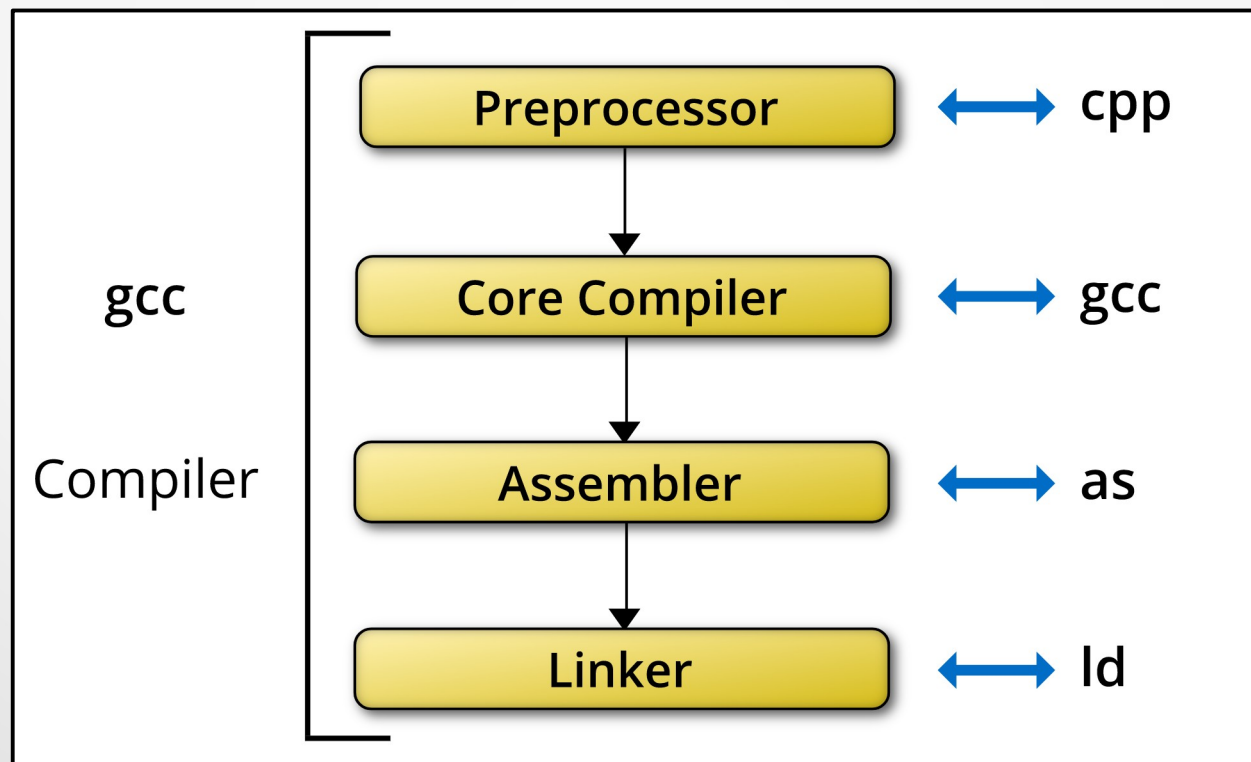 Preprocessor
cpp
gcc
Core Compiler
gcc
Compiler
Assembler
as
Linker
ld